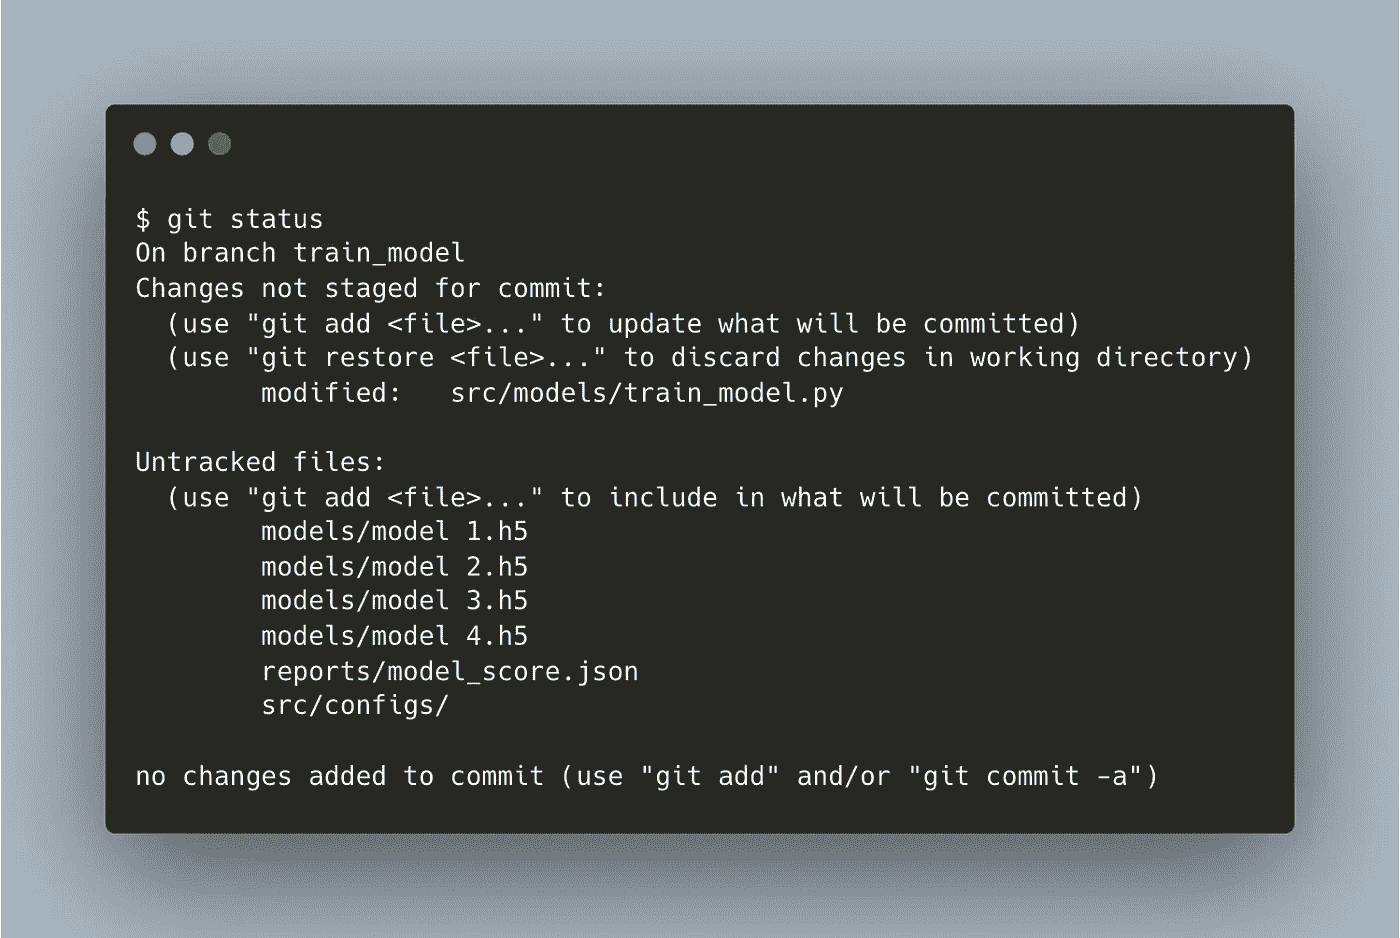 $ git status
On branch train_model
Changes not staged for commit:
  (use "git add <file>..." to update what will be committed)
  (use "git restore <file>..." to discard changes in working directory)
        modified:   src/models/train_model.py

Untracked files:
  (use "git add <file>..." to include in what will be committed)
        models/model 1.h5
        models/model 2.h5
        models/model 3.h5
        models/model 4.h5
        reports/model_score.json
        src/configs/

no changes added to commit (use "git add" and/or "git commit -a")